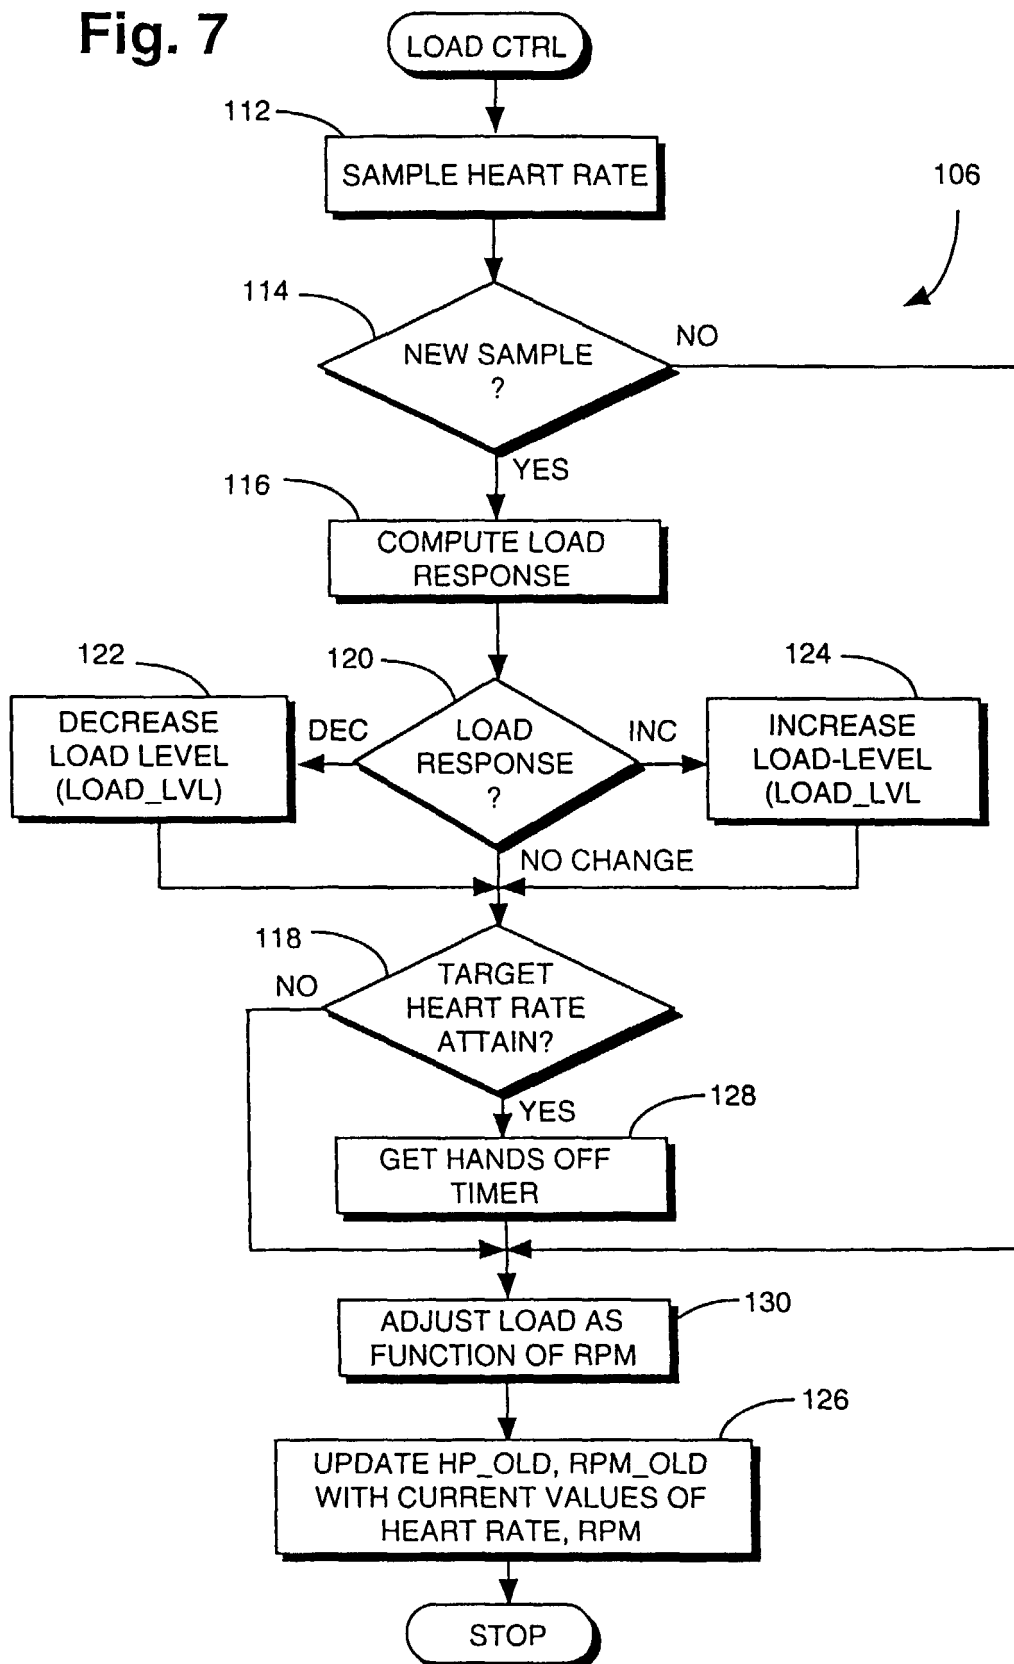 Fig. 7
LOAD CTRL
112
SAMPLE HEART RATE
106
114
NEW SAMPLE
?
NO
YES
116
COMPUTE LOAD
RESPONSE
122
120
124
DECREASE
LOAD LEVEL
(LOAD_LVL)
DEC
LOAD
RESPONSE
?
INC
INCREASE
LOAD-LEVEL
(LOAD_LVL
NO CHANGE
118
NO
TARGET
HEART RATE
ATTAIN?
YES
128
GET HANDS OFF
TIMER
130
ADJUST LOAD AS
FUNCTION OF RPM
126
UPDATE HP_OLD, RPM_OLD
WITH CURRENT VALUES OF
HEART RATE, RPM
STOP